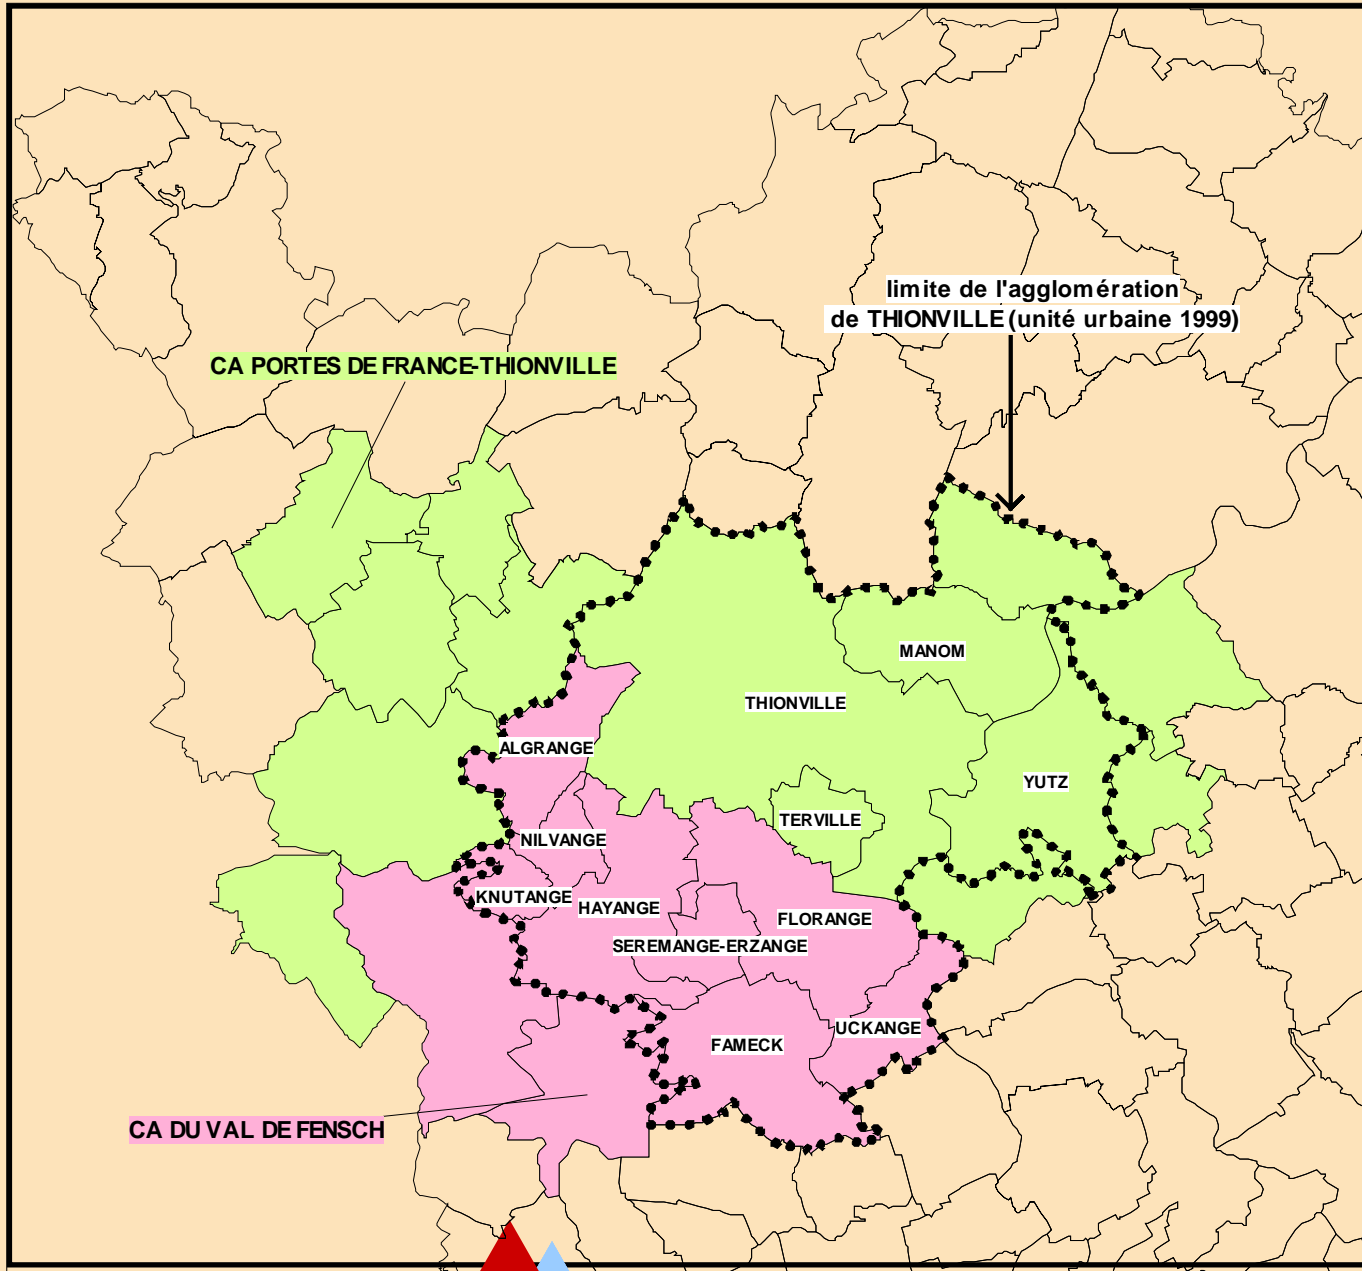 limite de l'agglomération
de THIONVILLE (unité urbaine 1999)
CA PORTES DE FRANCE-THIONVILLE
MANOM
THIONVILLE
ALGRANGE
YUTZ
TERVILLE
NILVANGE
KNUTANGE
HAYANGE
FLORANGE
SEREMANGE-ERZANGE
UCKANGE
FAMECK
CA DU VAL DE FENSCH